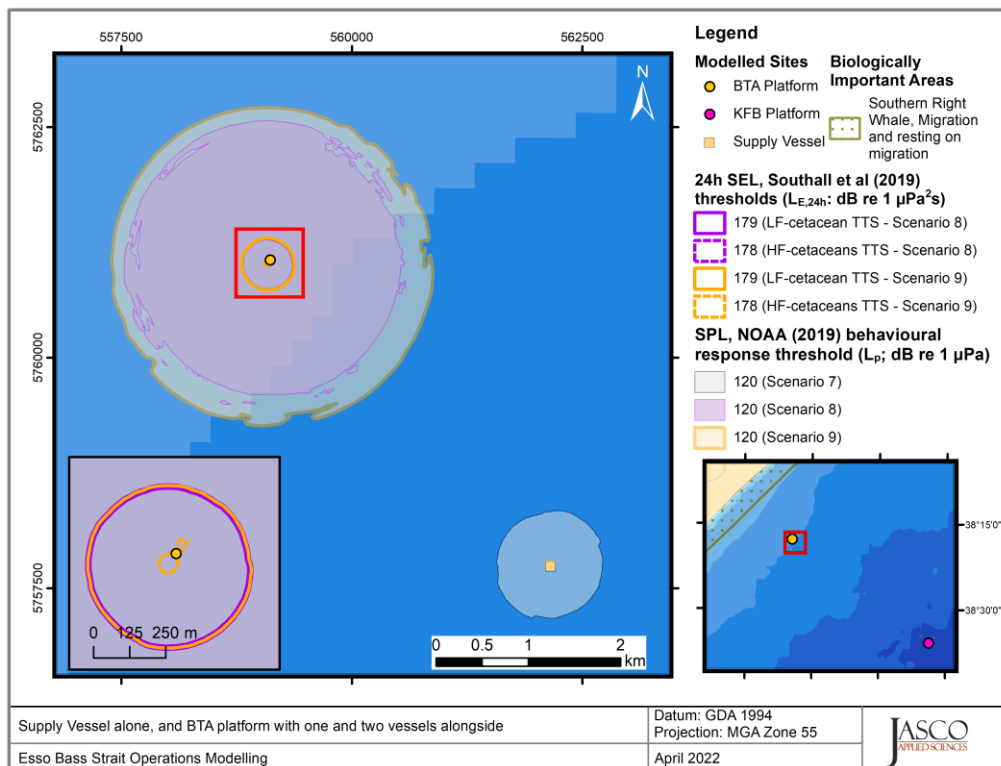 557500
560000
562500
5762500
5760000
5757500
N
0 125 250 m
0 0.5 1 2
km
Legend
Modelled Sites
BTA Platform
KFB Platform
Supply Vessel
Biologically
Important Areas
Southern Right
Whale, Migration
and resting on
migration
24h SEL, Southall et al (2019)
thresholds (LE,24h: dB re 1 µPa²s)
179 (LF-cetacean TTS - Scenario 8)
178 (HF-cetaceans TTS - Scenario 8)
179 (LF-cetacean TTS - Scenario 9)
178 (HF-cetaceans TTS - Scenario 9)
SPL, NOAA (2019) behavioural
response threshold (Lp; dB re 1 µPa)
120 (Scenario 7)
120 (Scenario 8)
120 (Scenario 9)
-38°15'0"
-38°30'0"
Supply Vessel alone, and BTA platform with one and two vessels alongside
Esso Bass Strait Operations Modelling
Datum: GDA 1994
Projection: MGA Zone 55
April 2022
JASCO
APPLIED SCIENCES